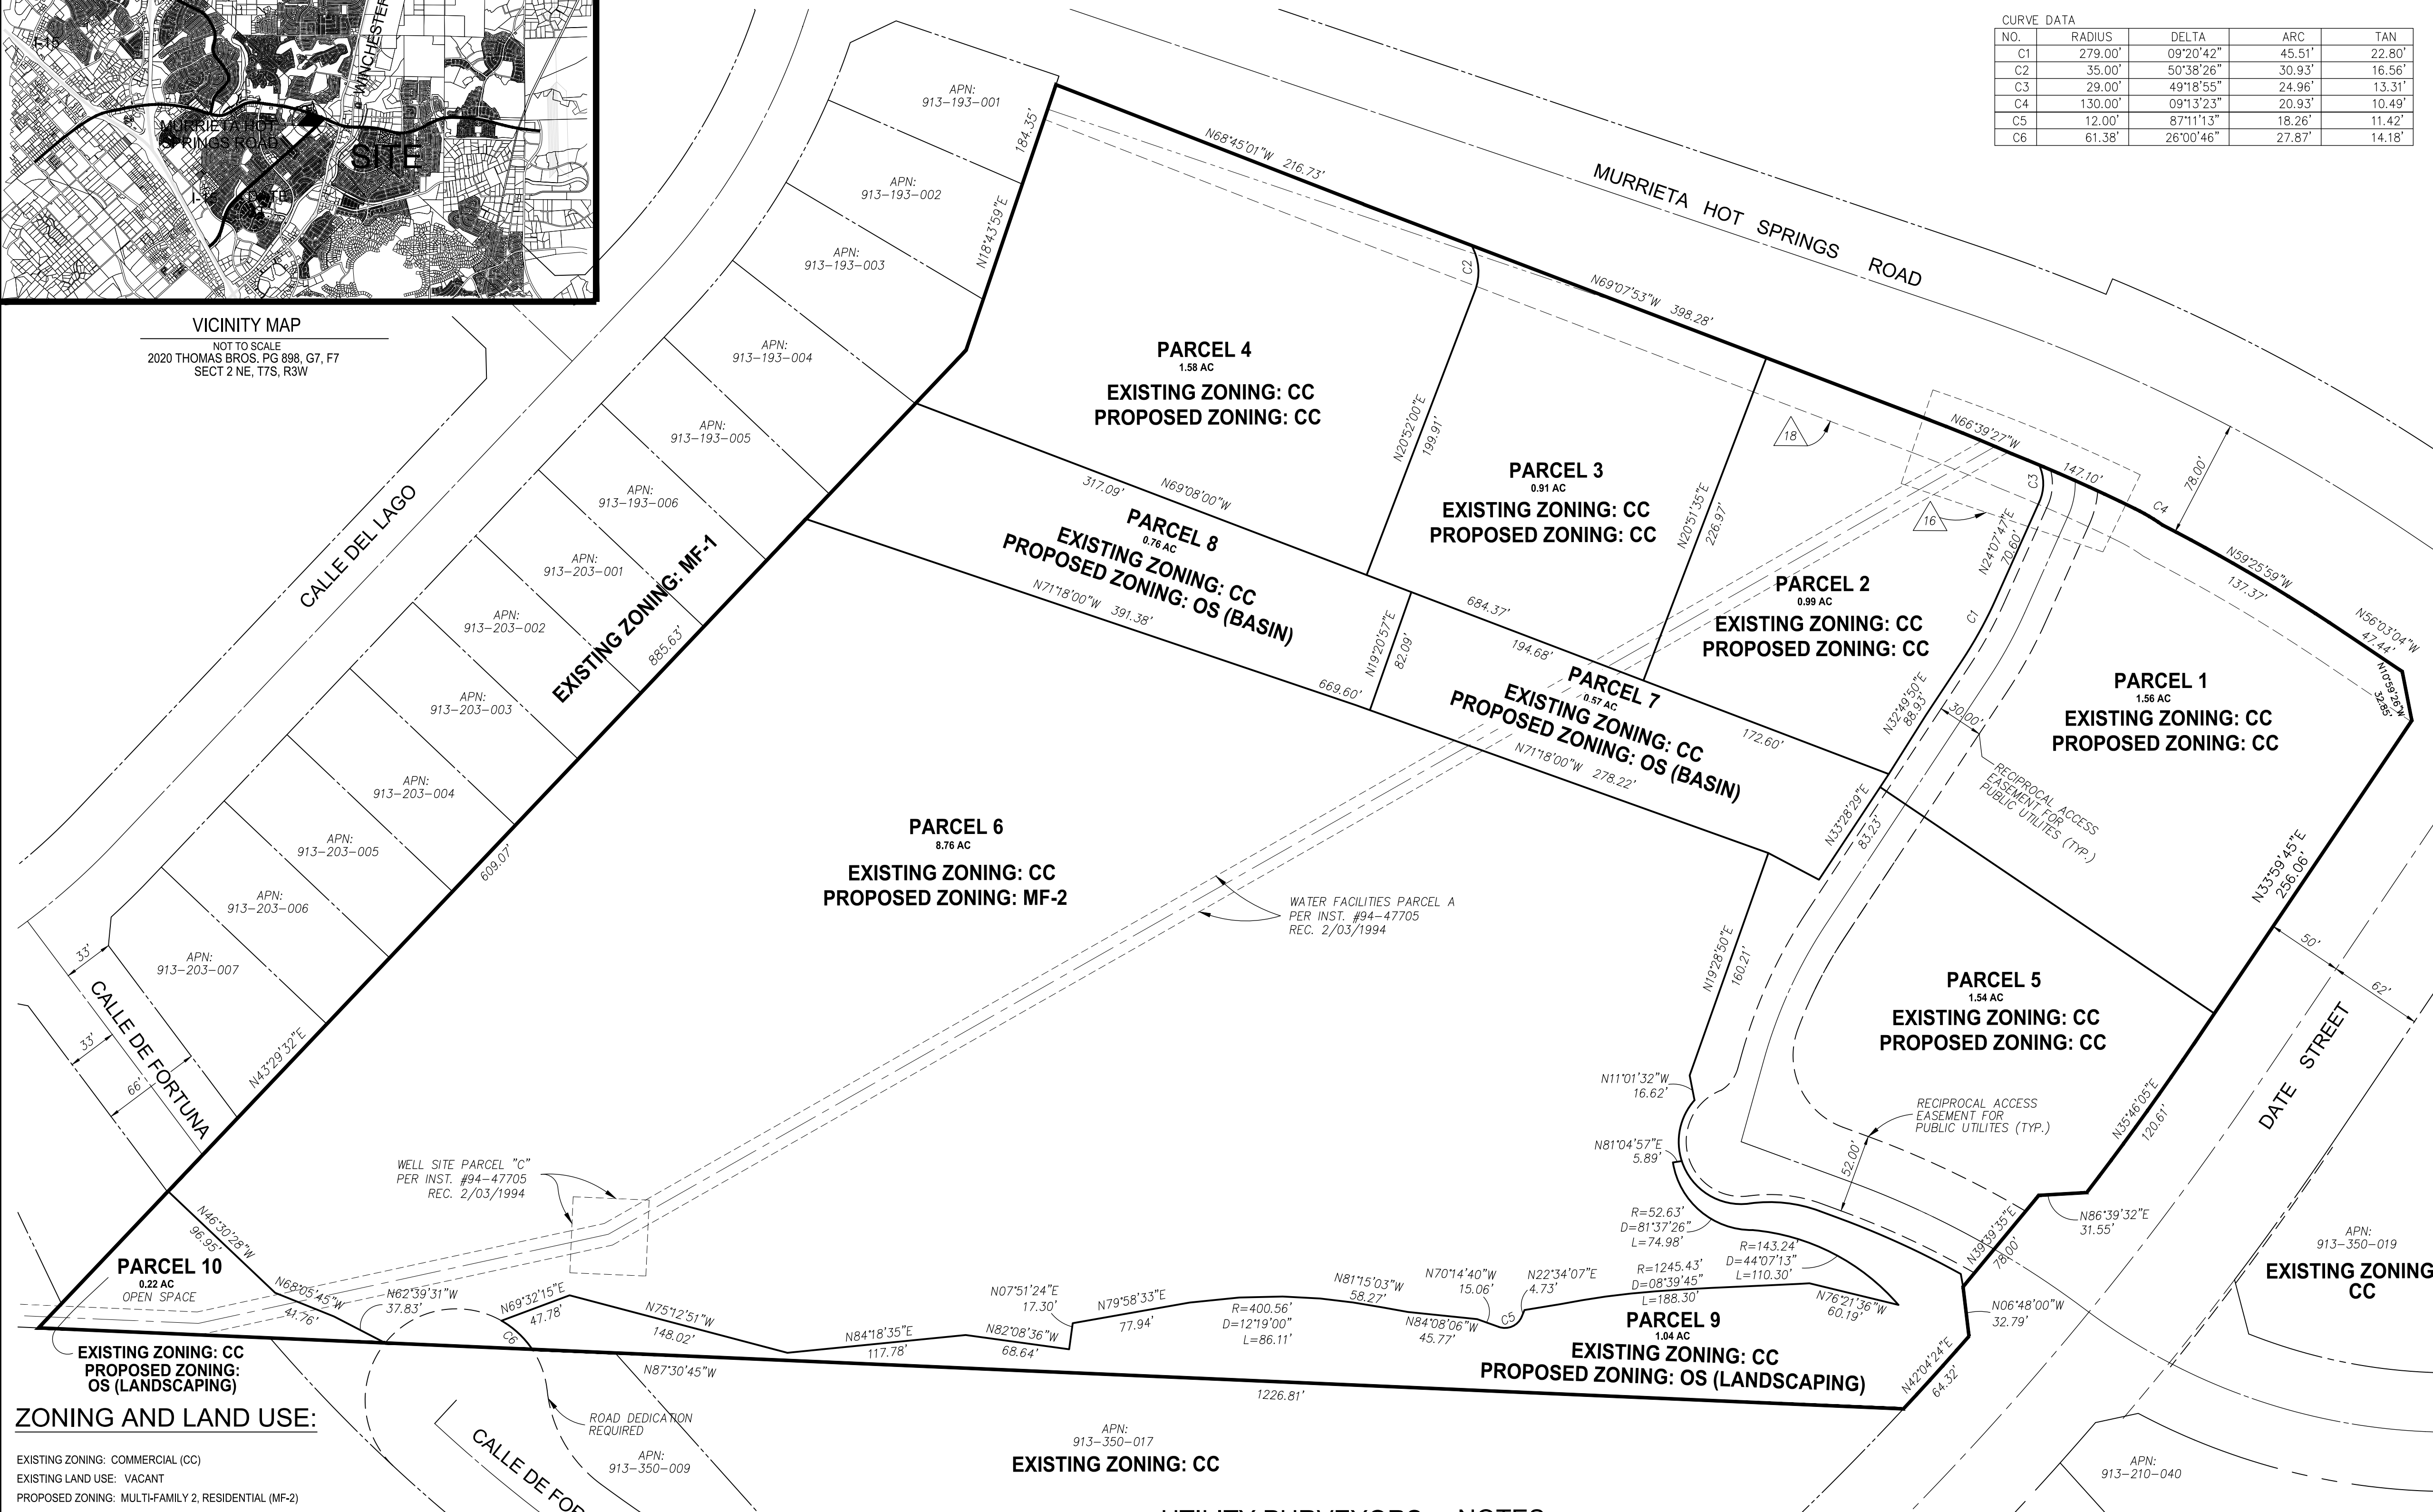 WINCHESTER
I-15
MURRIETA HOT
SPRINGS ROAD
SITE
VICINITY MAP
NOT TO SCALE
2020 THOMAS BROS. PG 898, G7, F7
SECT 2 NE, T7S, R3W
CURVE DATA
NO. RADIUS DELTA ARC TAN
C1 279.00' 09°20'42" 45.51' 22.80'
C2 35.00' 50°38'26" 30.93' 16.56'
C3 29.00' 49°18'55" 24.96' 13.31'
C4 130.00' 09°13'23" 20.93' 10.49'
C5 12.00' 87°11'13" 18.26' 11.42'
C6 61.38' 26°00'46" 27.87' 14.18'
APN:
913-193-001
APN:
913-193-002
APN:
913-193-003
APN:
913-193-004
APN:
913-193-005
APN:
913-193-006
APN:
913-203-001
APN:
913-203-002
APN:
913-203-003
APN:
913-203-004
APN:
913-203-005
APN:
913-203-006
APN:
913-203-007
184.35'
N18°43'59"E
N68°45'01"W 216.73'
MURRIETA HOT SPRINGS ROAD
N69°07'53"W 398.28'
C2
PARCEL 4
1.58 AC
EXISTING ZONING: CC
PROPOSED ZONING: CC
N20°52'00"E
199.91'
PARCEL 3
0.91 AC
EXISTING ZONING: CC
PROPOSED ZONING: CC
N20°51'35"E
226.97'
18
16
N66°39'27"W
147.10'
C3
C4
78.00'
N24°07'47"E
70.60'
C1
PARCEL 2
0.99 AC
EXISTING ZONING: CC
PROPOSED ZONING: CC
N59°25'59"W
137.37'
N56°03'04"W
47.44'
N10°59'26"W
32.85'
PARCEL 1
1.56 AC
EXISTING ZONING: CC
PROPOSED ZONING: CC
N32°49'50"E
88.93'
30.00'
RECIPROCAL ACCESS
EASEMENT FOR
PUBLIC UTILITES (TYP.)
317.09'
N69°08'00"W
PARCEL 8
0.76 AC
EXISTING ZONING: CC
PROPOSED ZONING: OS (BASIN)
N71°18'00"W 391.38'
684.37'
194.68'
N19°20'57"E
82.09'
669.60'
PARCEL 7
0.57 AC
EXISTING ZONING: CC
PROPOSED ZONING: OS (BASIN)
172.60'
N71°18'00"W 278.22'
N33°28'29"E
83.23'
CALLE DEL LAGO
EXISTING ZONING: MF-1
885.63'
609.07'
N43°29'32"E
PARCEL 6
8.76 AC
EXISTING ZONING: CC
PROPOSED ZONING: MF-2
WATER FACILITIES PARCEL A
PER INST. #94-47705
REC. 2/03/1994
N19°28'50"E
160.21'
N33°59'45"E
256.06'
50'
62'
PARCEL 5
1.54 AC
EXISTING ZONING: CC
PROPOSED ZONING: CC
DATE STREET
N35°46'05"E
120.61'
N11°01'32"W
16.62'
N81°04'57"E
5.89'
RECIPROCAL ACCESS
EASEMENT FOR
PUBLIC UTILITES (TYP.)
52.00'
N39°39'35"E
78.00'
N86°39'32"E
31.55'
33'
33'
66'
CALLE DE FORTUNA
WELL SITE PARCEL "C"
PER INST. #94-47705
REC. 2/03/1994
N46°30'28"W
96.95'
PARCEL 10
0.22 AC
OPEN SPACE
N68°05'45"W
41.76'
N62°39'31"W
37.83'
N69°32'15"E
47.78'
C6
N75°12'51"W
148.02'
N84°18'35"E
117.78'
N82°08'36"W
68.64'
N07°51'24"E
17.30'
N79°58'33"E
77.94'
R=400.56'
D=12°19'00"
L=86.11'
N81°15'03"W
58.27'
N84°08'06"W
45.77'
N70°14'40"W
15.06'
C5
N22°34'07"E
4.73'
R=52.63'
D=81°37'26"
L=74.98'
R=143.24'
D=44°07'13"
L=110.30'
R=1245.43'
D=08°39'45"
L=188.30'
N76°21'36"W
60.19'
N06°48'00"W
32.79'
N42°04'24"E
64.32'
PARCEL 9
1.04 AC
EXISTING ZONING: CC
PROPOSED ZONING: OS (LANDSCAPING)
APN:
913-350-019
EXISTING ZONING
CC
EXISTING ZONING: CC
PROPOSED ZONING:
OS (LANDSCAPING)
N87°30'45"W
1226.81'
ROAD DEDICATION
REQUIRED
APN:
913-350-009
CALLE DE FOR
APN:
913-350-017
EXISTING ZONING: CC
APN:
913-210-040
ZONING AND LAND USE:
EXISTING ZONING: COMMERCIAL (CC)
EXISTING LAND USE: VACANT
PROPOSED ZONING: MULTI-FAMILY 2, RESIDENTIAL (MF-2)